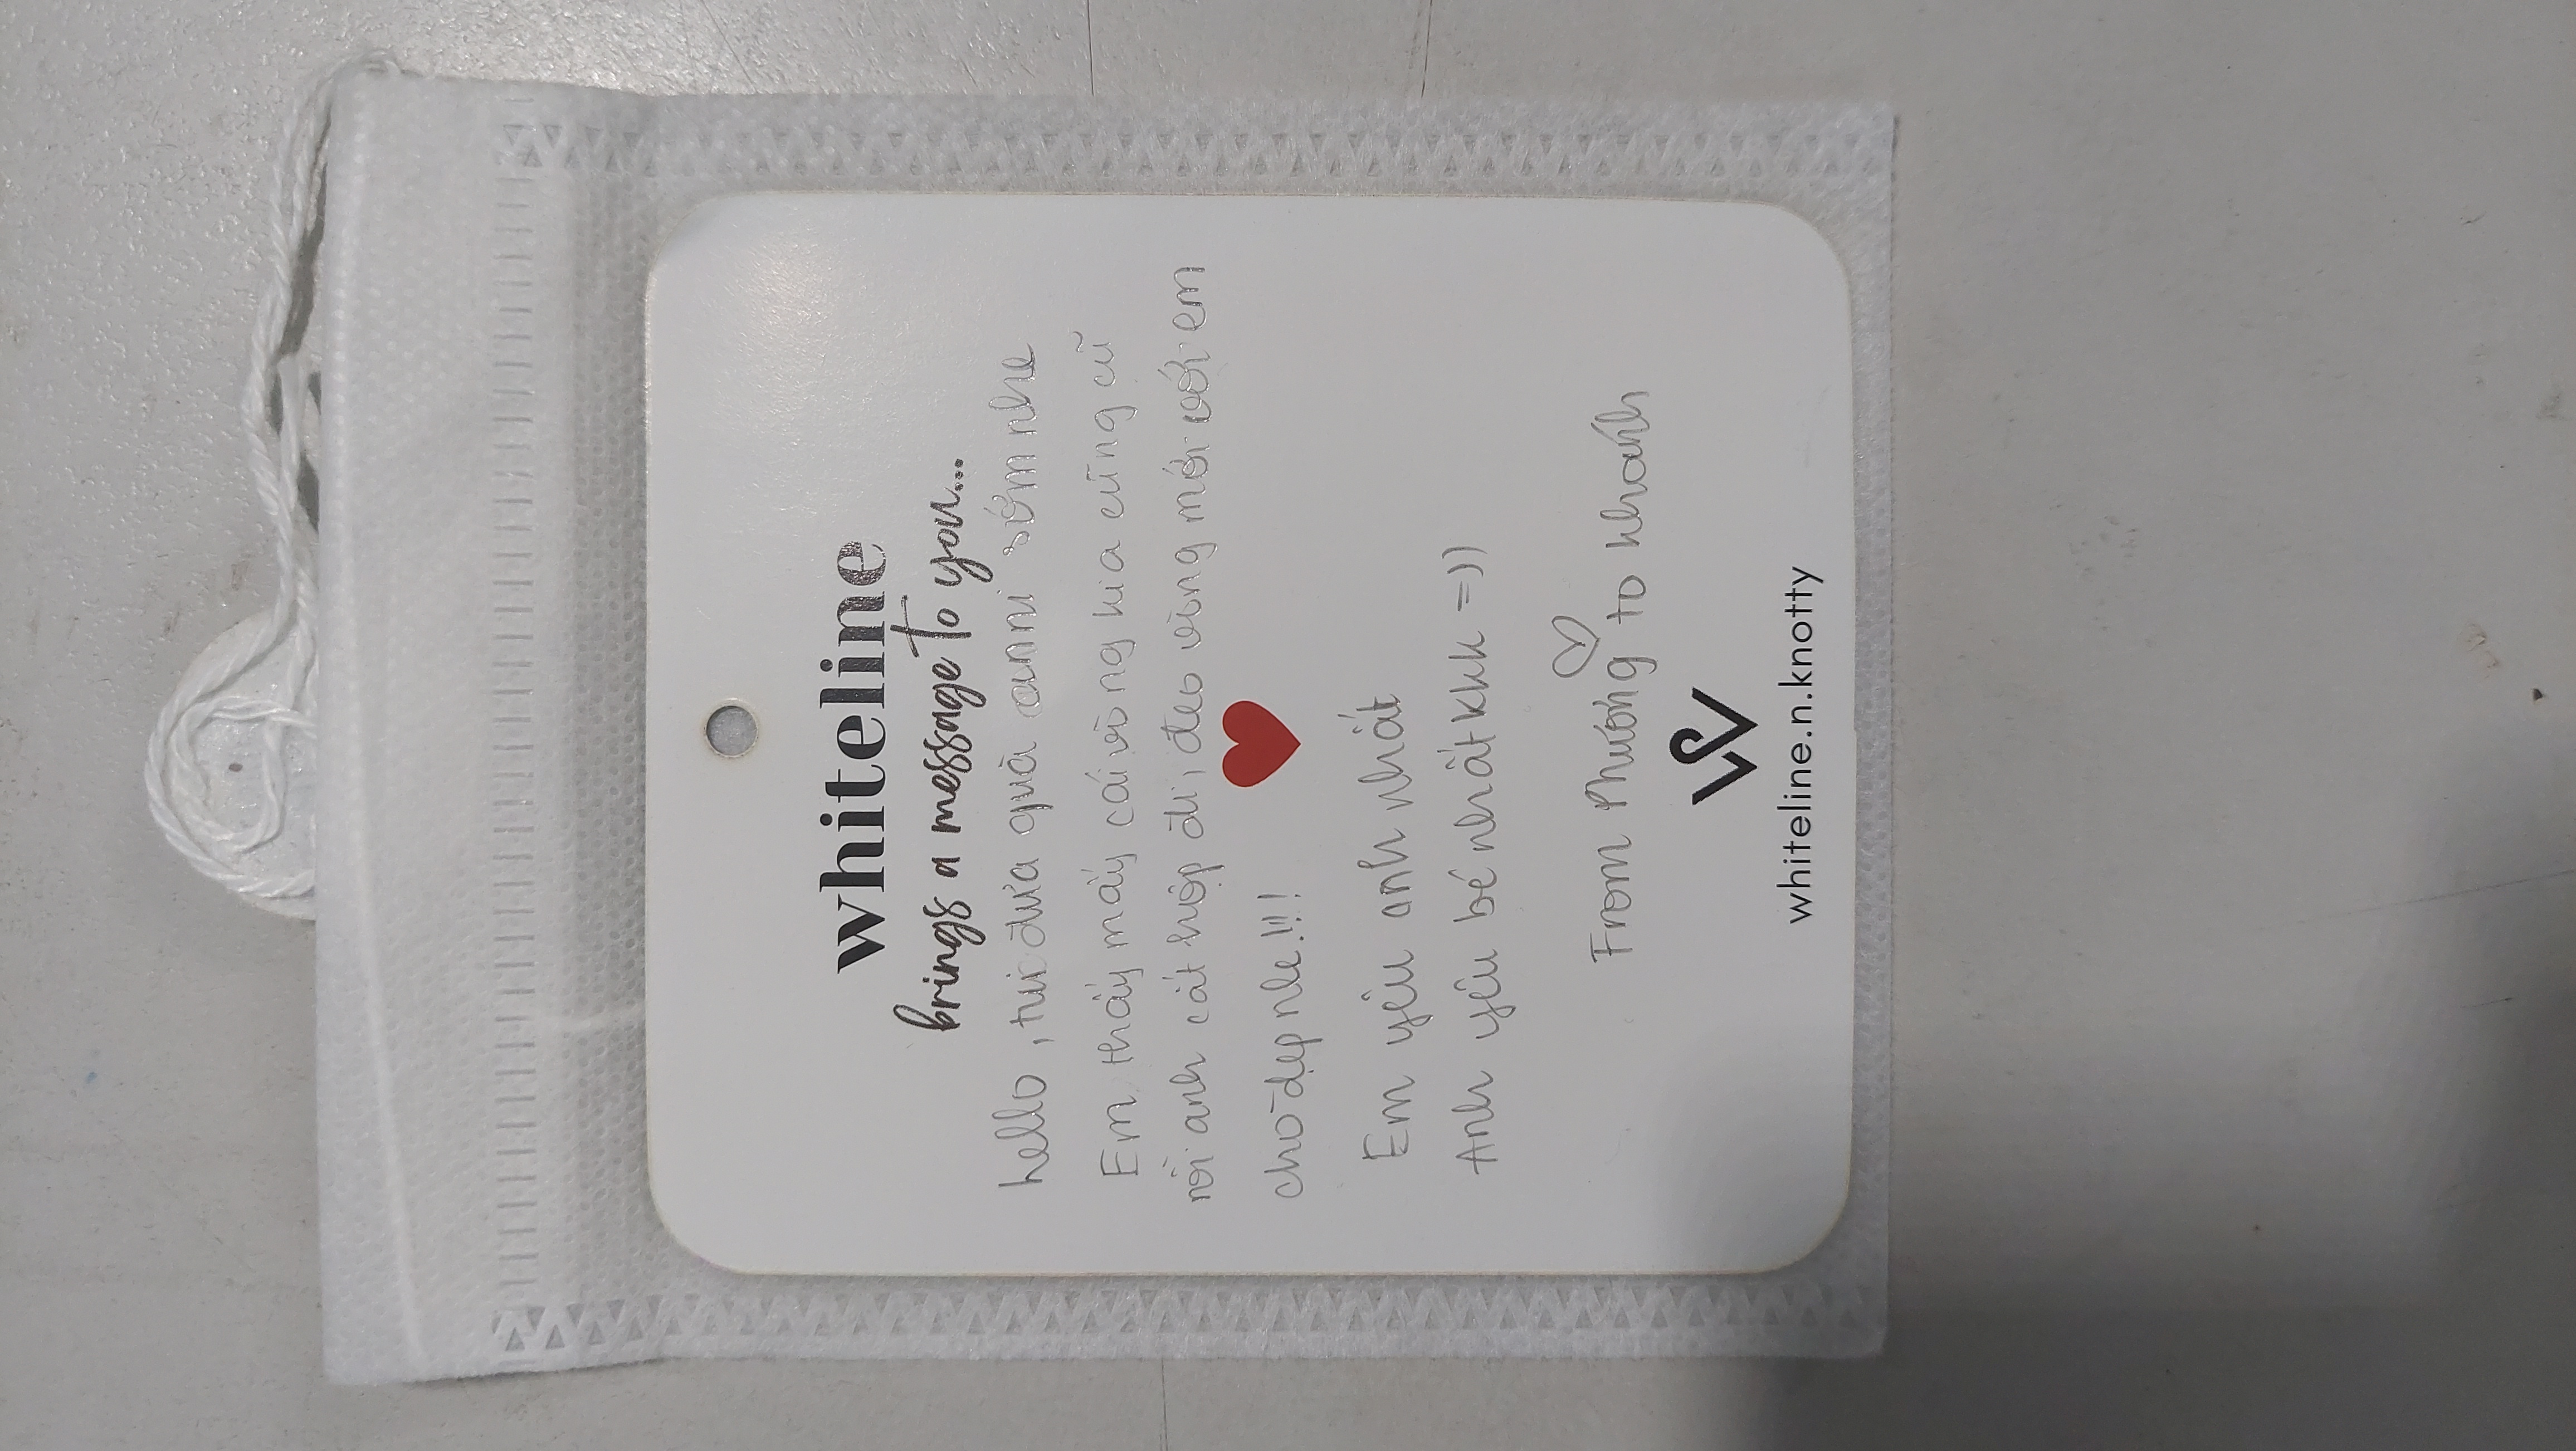 whiteline
brings a message to you...
hello, tui đưa quà anni sớm nhe
Em thấy mấy cái vòng kia cũng cũ
rồi anh cất hộp đi, đeo vòng mới với em
cho đẹp nhe!!!
Em yêu anh nhất
Anh yêu bé nhất kkk =))
From Phương to Khanh
whiteline.n.knotty